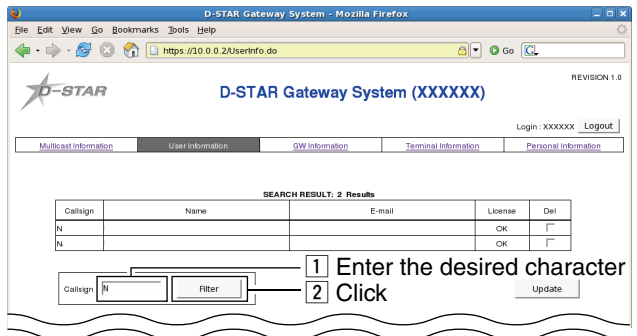 D-STAR Gateway System - Mozilla Firefox
File Edit View Go Bookmarks Tools Help
https://10.0.0.2/UserInfo.do Go G
REVISION 1.0
D-STAR
D-STAR Gateway System (XXXXXX)
Login : XXXXXX Logout
Multicast Information User Information GW Information Terminal Information Personal Information
SEARCH RESULT: 2 Results
Callsign Name E-mail License Del
N OK
N OK
1 Enter the desired character
Callsign N Filter 2 Click Update